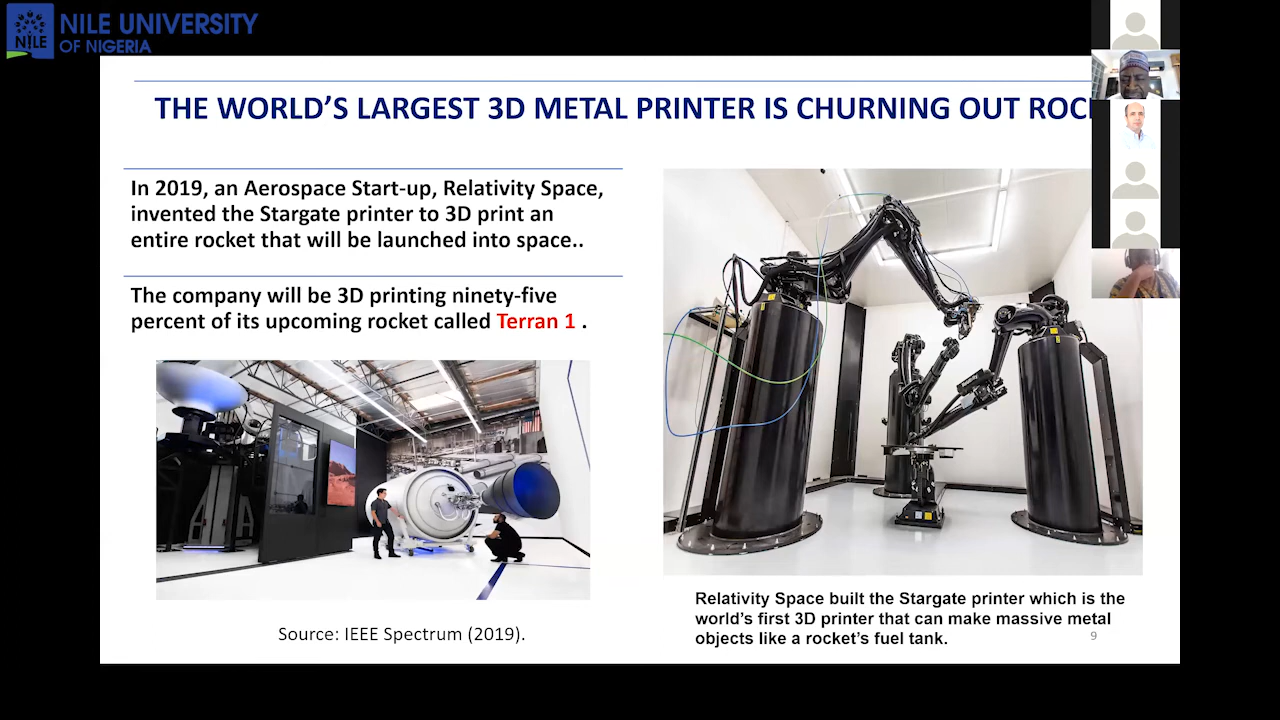 NILE UNIVERSITY
OF NIGERIA
NILE
THE WORLD'S LARGEST 3D METAL PRINTER IS CHURNING OUT ROC
In 2019, an Aerospace Start-up, Relativity Space,
invented the Stargate printer to 3D print an
entire rocket that will be launched into space..
The company will be 3D printing ninety-five
percent of its upcoming rocket called Terran 1 .
Source: IEEE Spectrum (2019).
Relativity Space built the Stargate printer which is the
world's first 3D printer that can make massive metal
objects like a rocket's fuel tank.
9